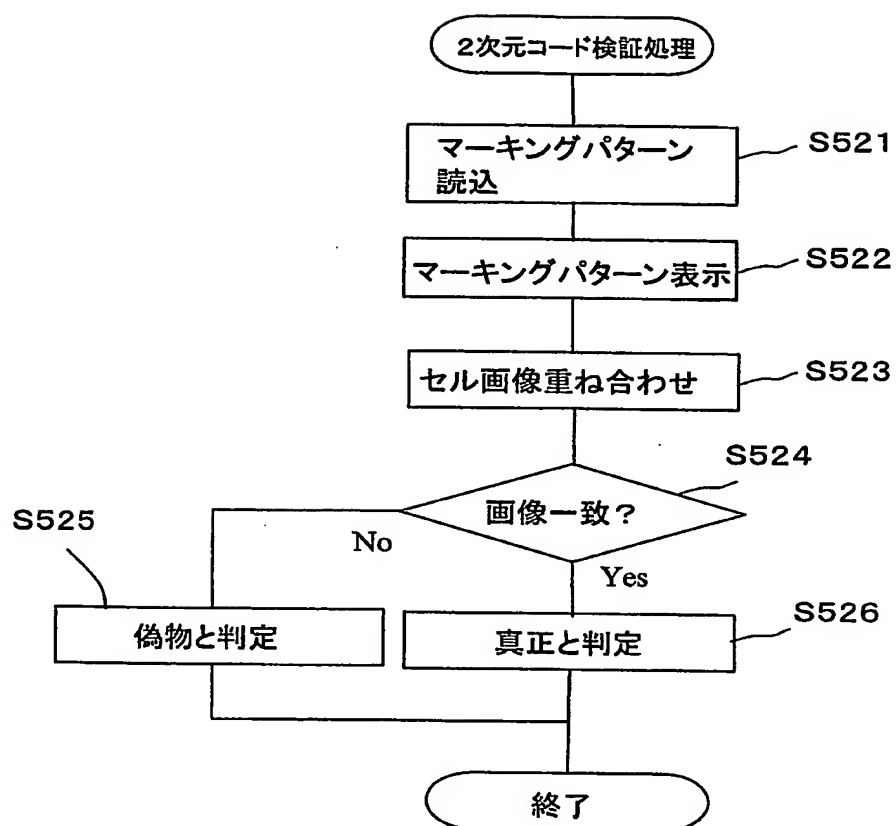 2次元コード検証処理
マーキングパターン
読込
S521
マーキングパターン表示
S522
セル画像重ね合わせ
S523
画像一致?
S524
No
Yes
S525
偽物と判定
真正と判定
S526
終了